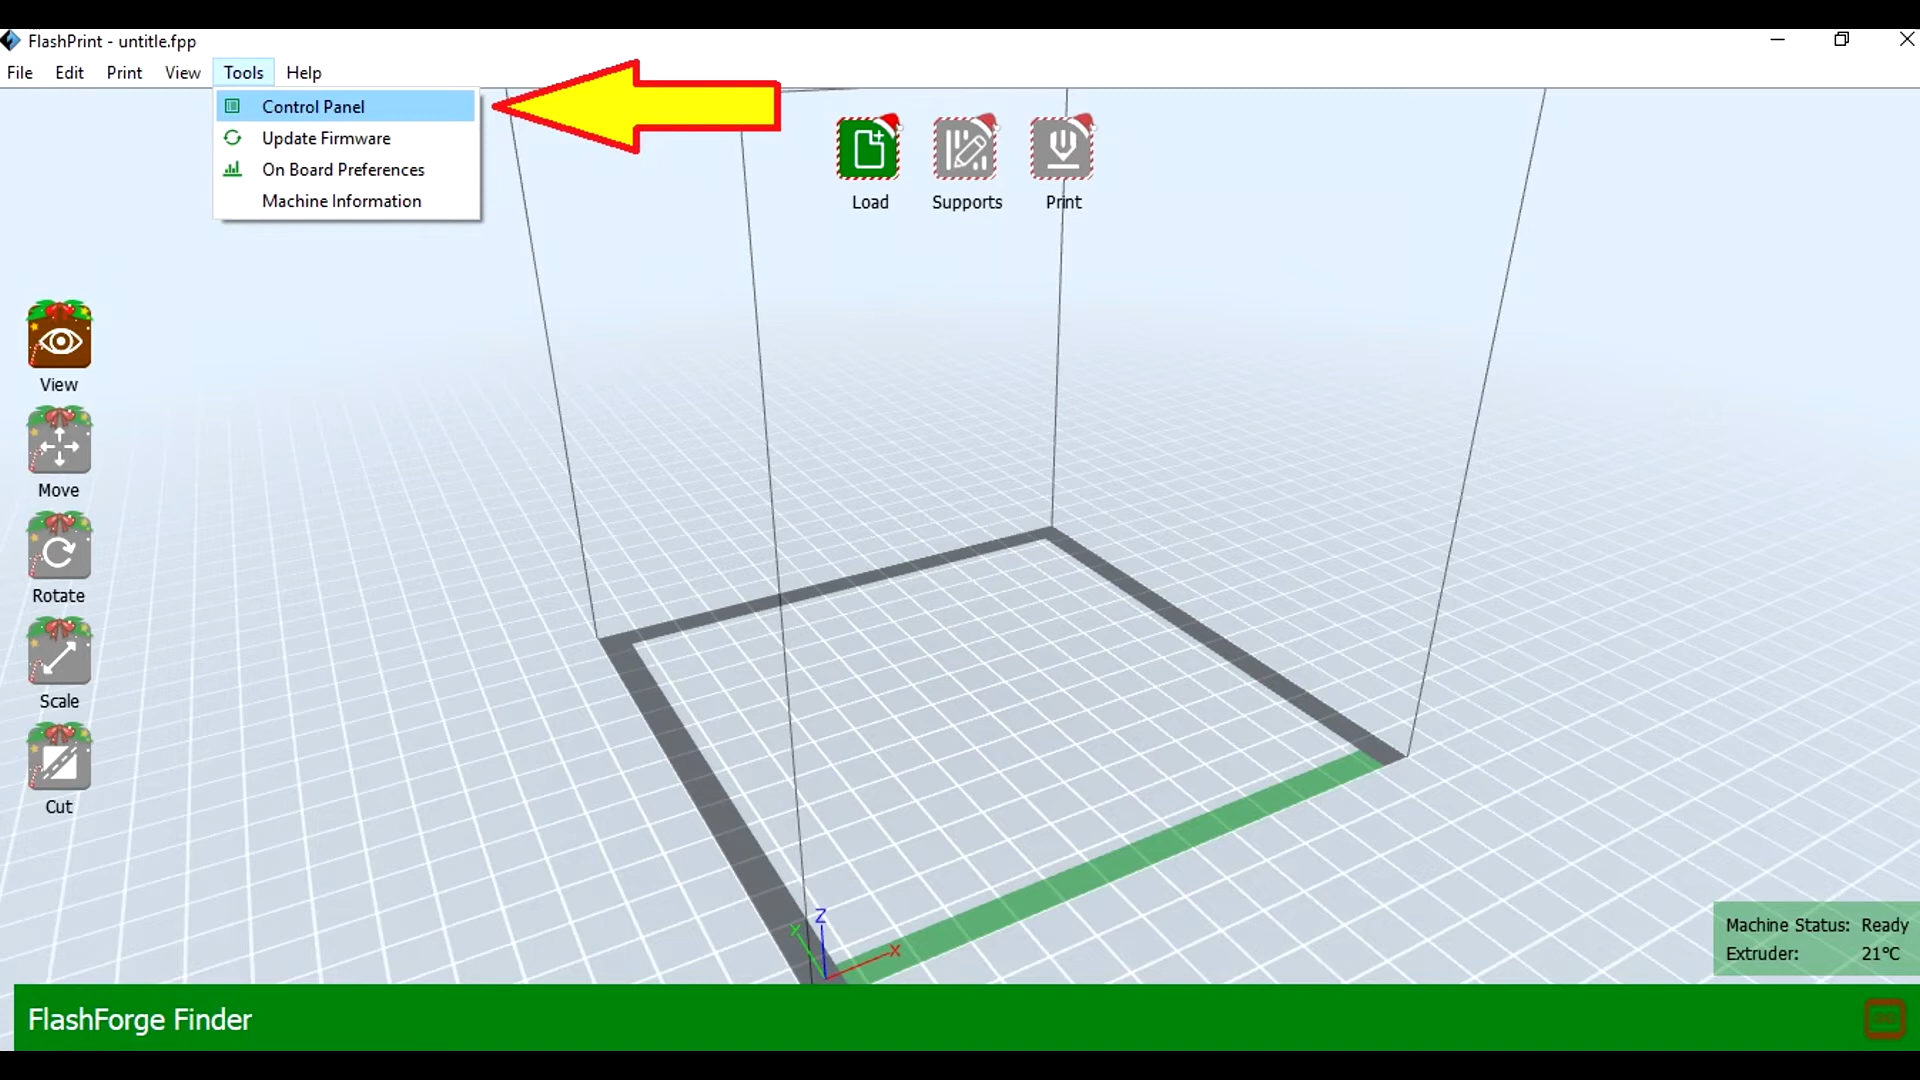 FlashPrint - untitle.fpp
File Edit Print View Tools Help
Control Panel
Update Firmware
On Board Preferences
Machine Information
Load Supports Print
View
Move
Rotate
Scale
Cut
Z
Y
X
Machine Status: Ready
Extruder: 21°C
FlashForge Finder